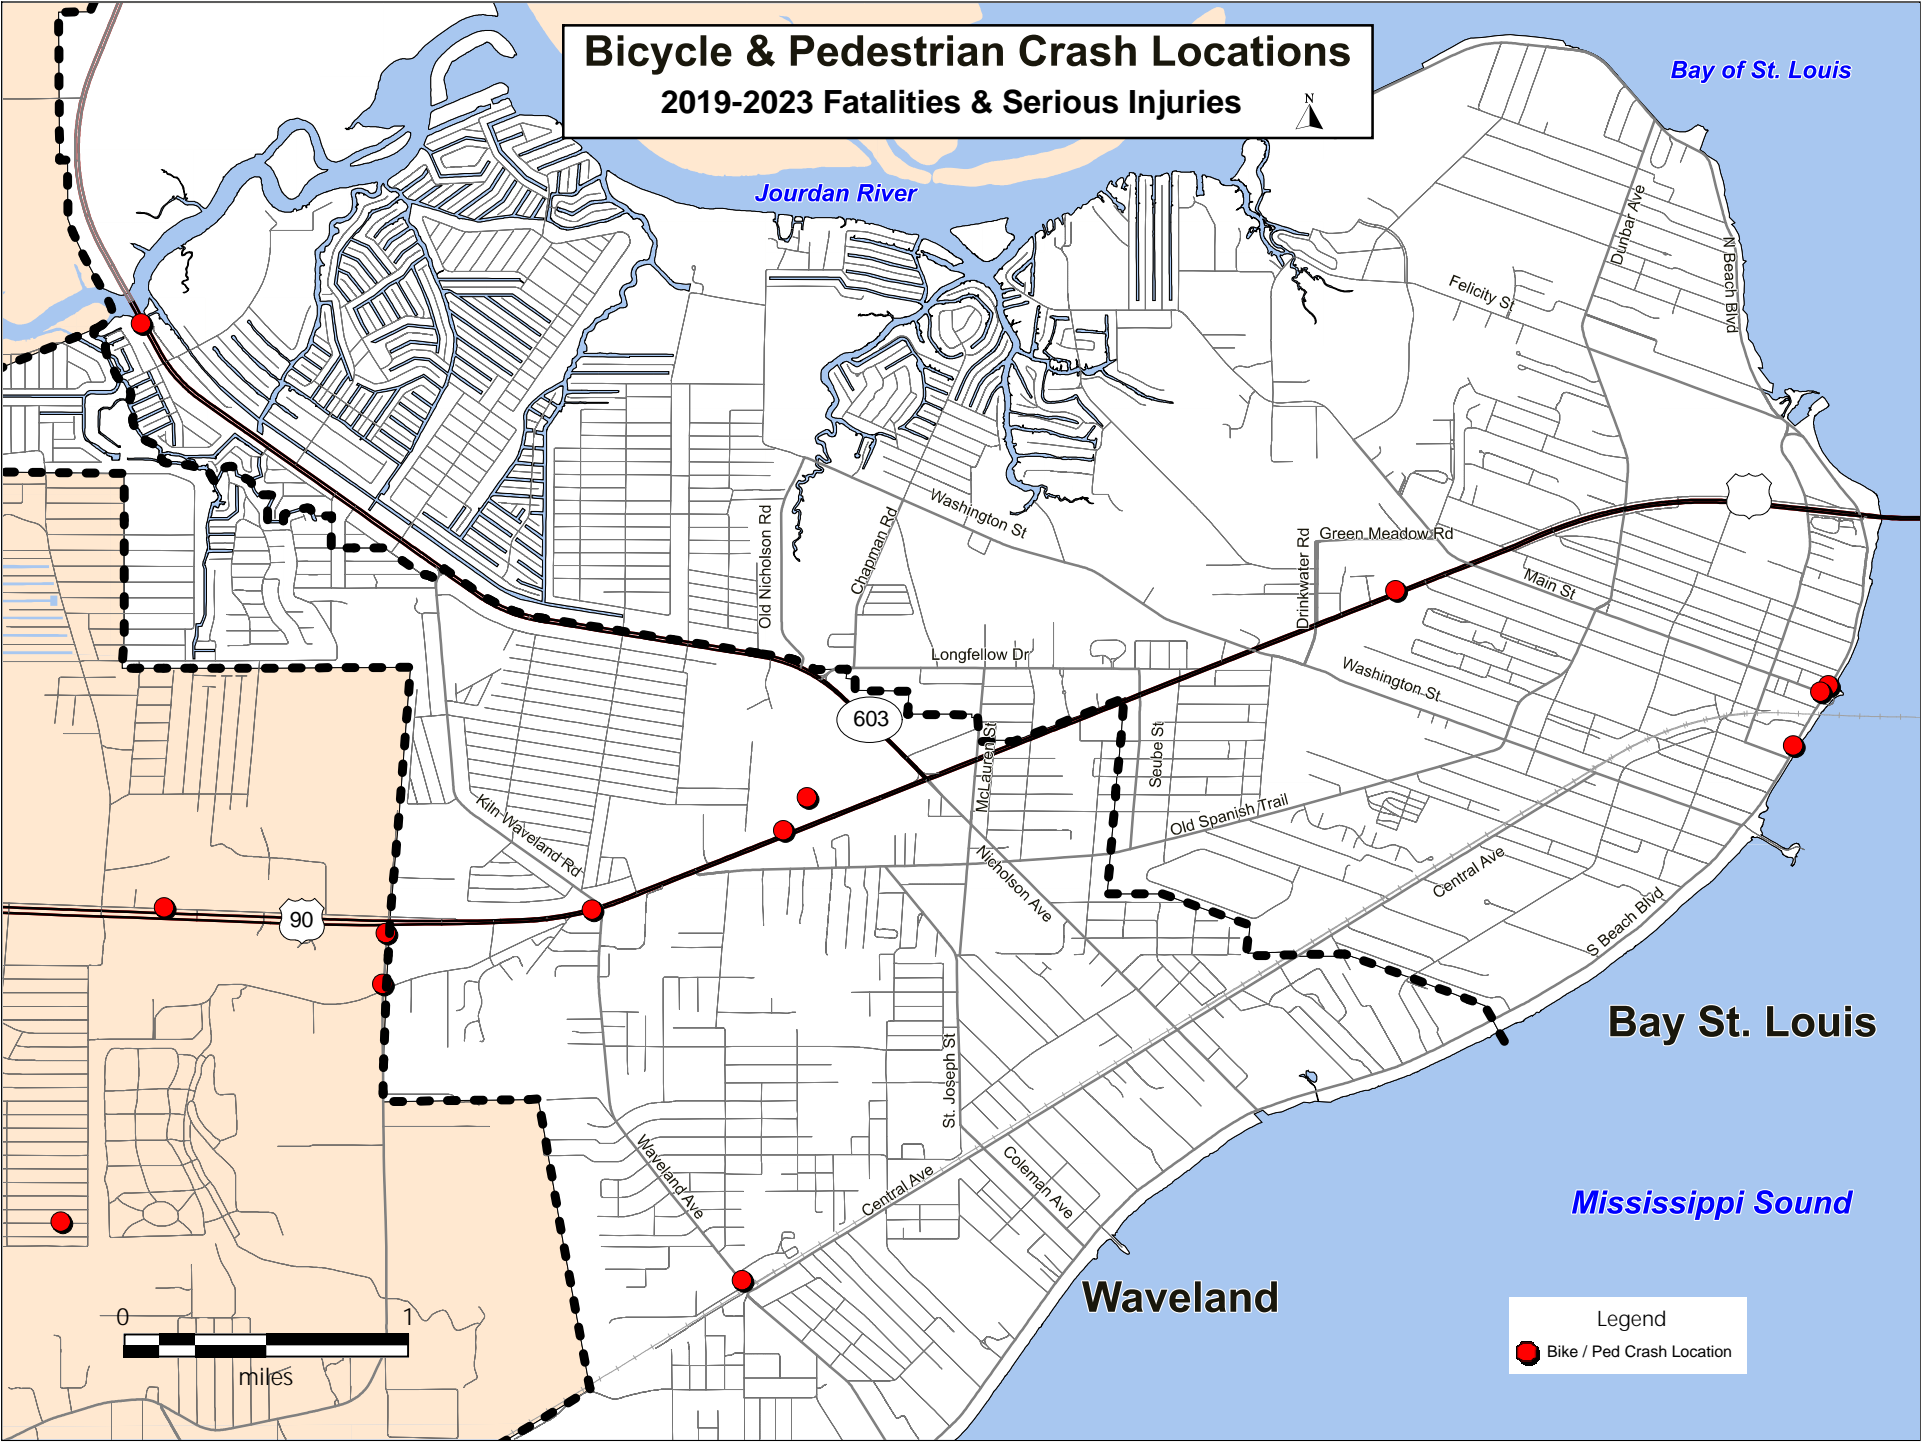 Bicycle & Pedestrian Crash Locations
2019-2023 Fatalities & Serious Injuries
N
Bay of St. Louis
Jourdan River
Dunbar Ave
N Beach Blvd
Felicity St
Washington St
Old Nicholson Rd
Chapman Rd
Drinkwater Rd
Green Meadow Rd
Main St
Longfellow Dr
Washington St
603
McLauren St
Seube St
Old Spanish Trail
Kiln-Waveland Rd
Nicholson Ave
Central Ave
S Beach Blvd
90
Bay St. Louis
St. Joseph St
Waveland Ave
Central Ave
Coleman Ave
Mississippi Sound
Waveland
0 1
miles
Legend
Bike / Ped Crash Location